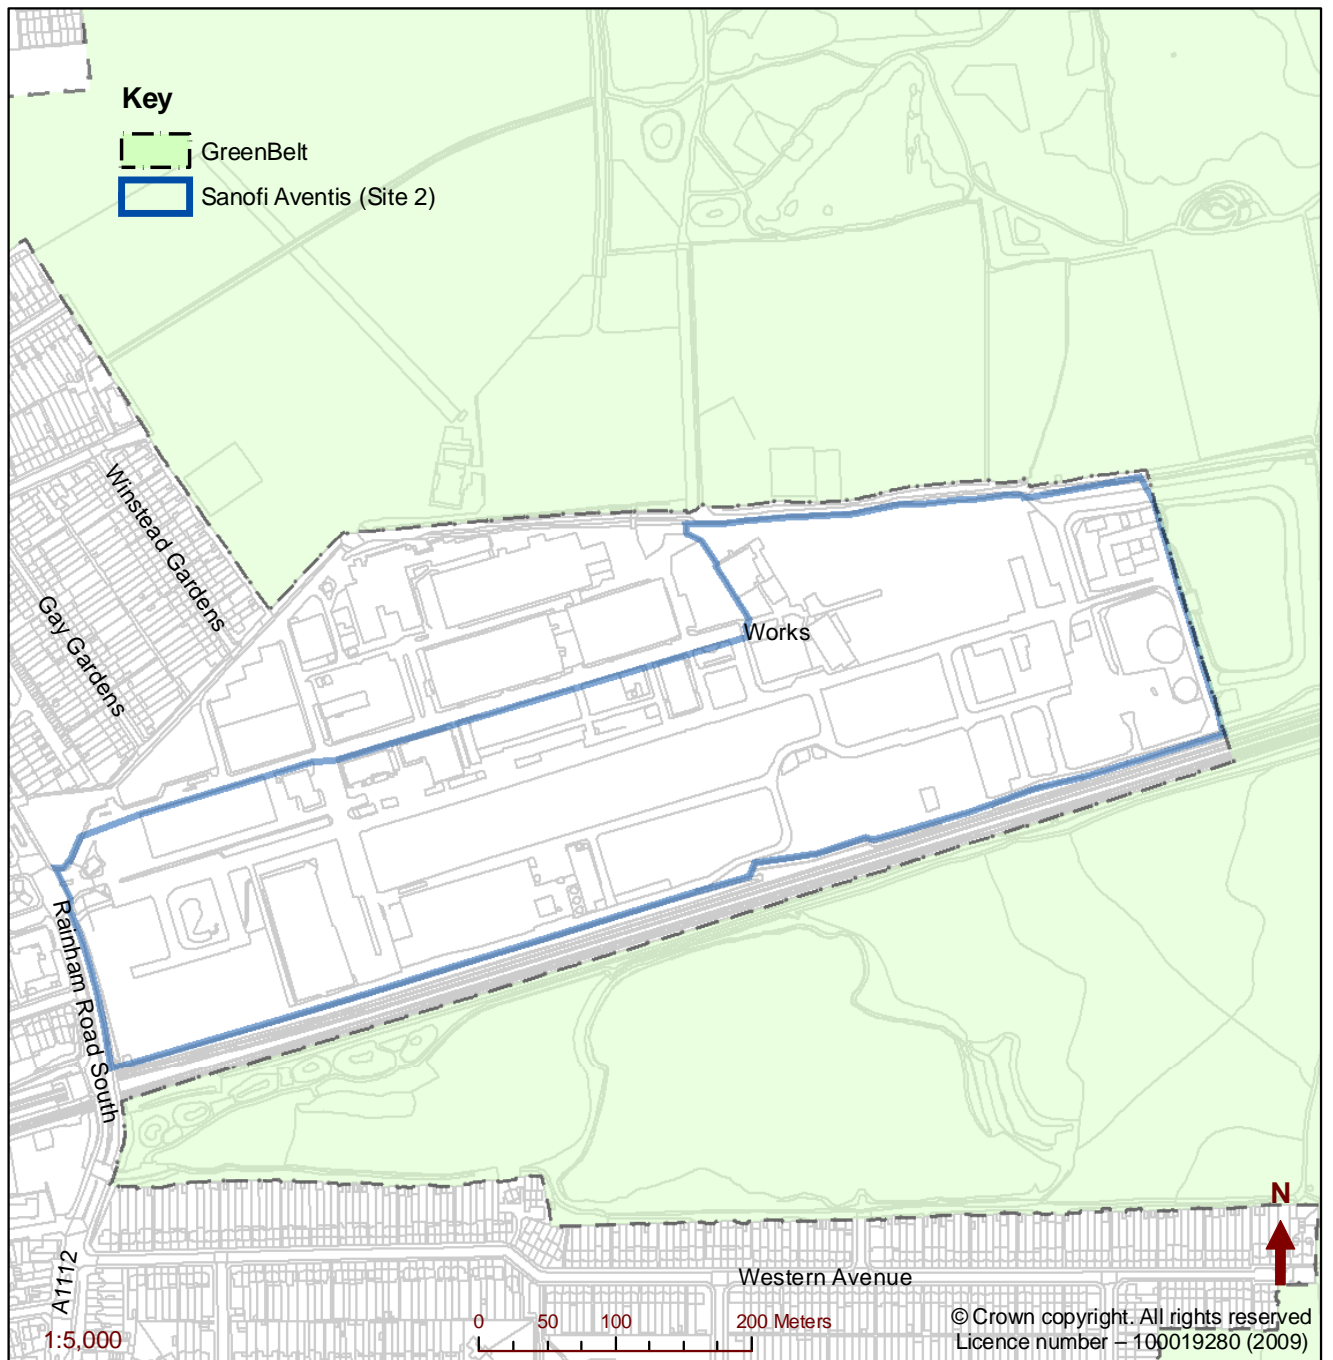 Key
GreenBelt
Sanofi Aventis (Site 2)
Winstead Gardens
Gay Gardens
Works
Rainham Road South
N
Western Avenue
A1112
0 50 100 200 Meters
1:5,000
© Crown copyright. All rights reserved
Licence number – 100019280 (2009)